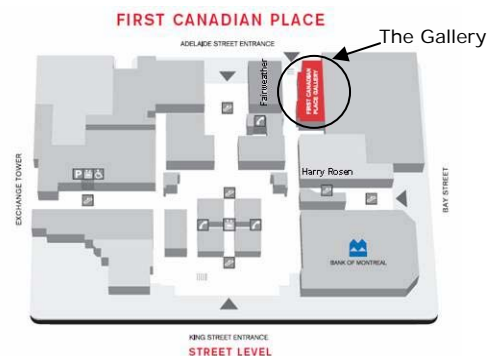 FIRST CANADIAN PLACE
The Gallery
ADELAIDE STREET ENTRANCE
Fairweather
FIRST CANADIAN
PLACE GALLERY
Harry Rosen
P
EXCHANGE TOWER
BAY STREET
BANK OF MONTREAL
KING STREET ENTRANCE
STREET LEVEL